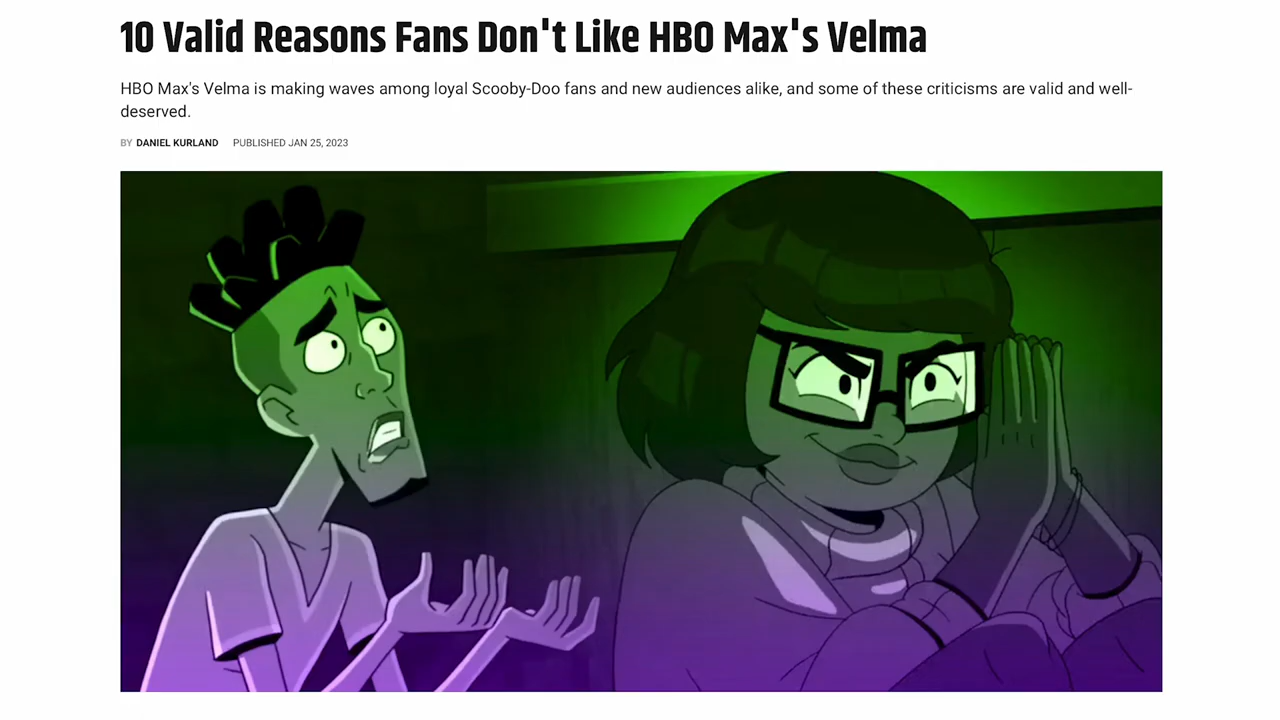 10 Valid Reasons Fans Don't Like HBO Max's Velma
HBO Max's Velma is making waves among loyal Scooby-Doo fans and new audiences alike, and some of these criticisms are valid and well-
deserved.
BY DANIEL KURLAND PUBLISHED JAN 25, 2023